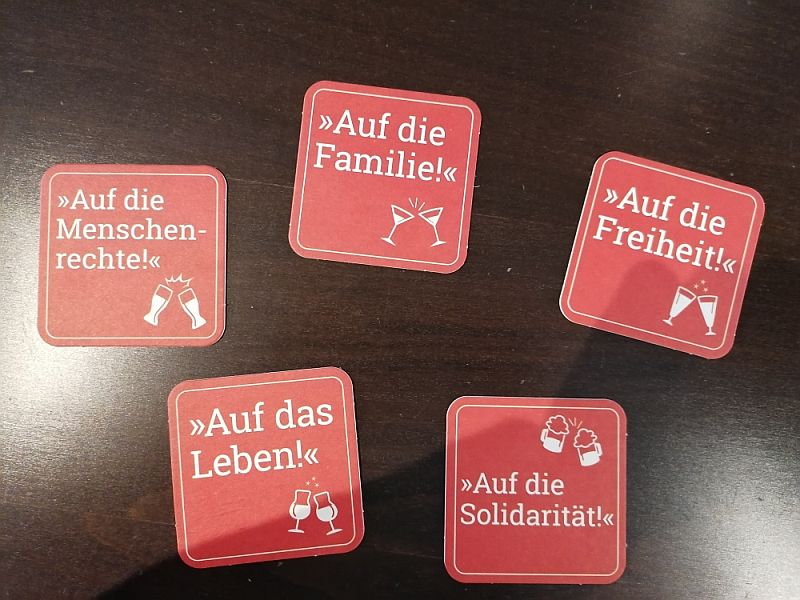 »Auf die
Familie!«
»Auf die
Menschen-
rechte!«
»Auf die
Freiheit!«
»Auf das
Leben!«
»Auf die
Solidarität!«